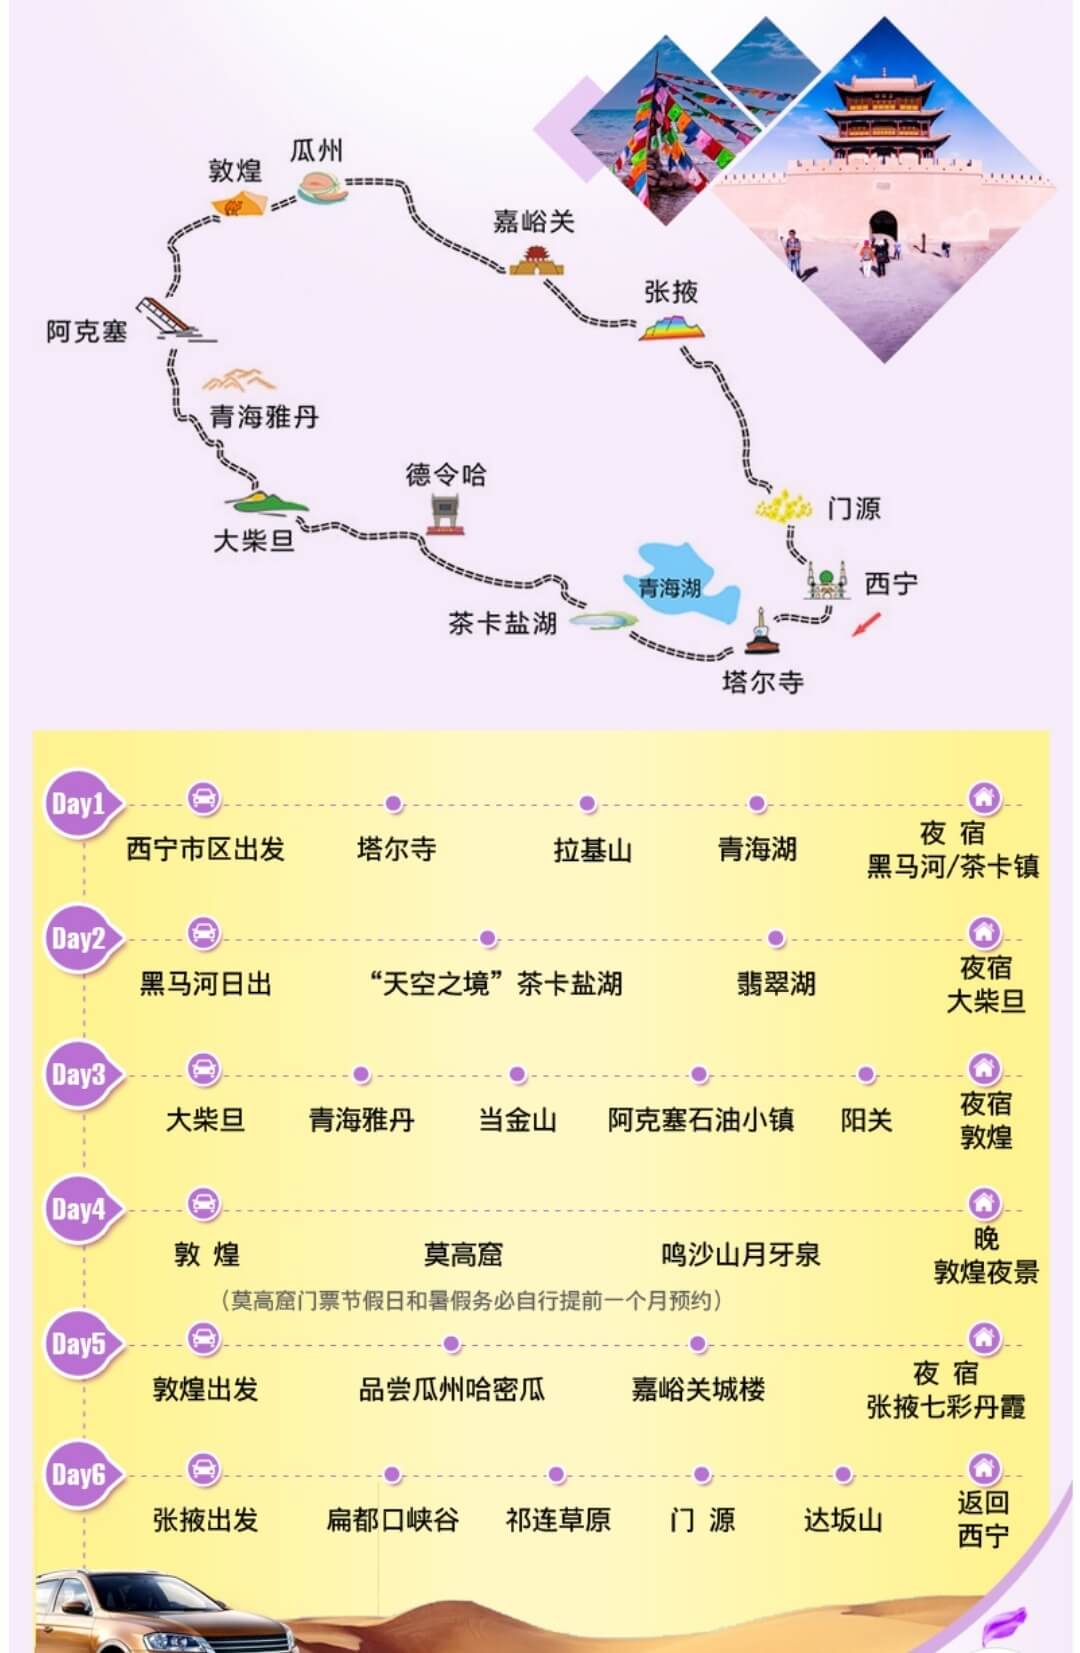 瓜州
敦煌
嘉峪关
张掖
阿克塞
青海雅丹
德令哈
门源
大柴旦
青海湖
西宁
茶卡盐湖
塔尔寺
Day1
西宁市区出发
塔尔寺
拉基山
青海湖
夜 宿
黑马河/茶卡镇
Day2
黑马河日出
“天空之境”茶卡盐湖
翡翠湖
夜宿
大柴旦
Day3
大柴旦
青海雅丹
当金山
阿克塞石油小镇
阳关
夜宿
敦煌
Day4
敦 煌
莫高窟
鸣沙山月牙泉
晚
敦煌夜景
（莫高窟门票节假日和暑假务必自行提前一个月预约）
Day5
敦煌出发
品尝瓜州哈密瓜
嘉峪关城楼
夜 宿
张掖七彩丹霞
Day6
张掖出发
扁都口峡谷
祁连草原
门 源
达坂山
返回
西宁